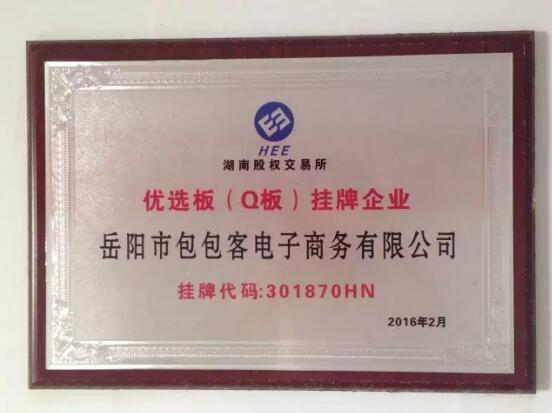 HEE
湖南股权交易所
优选板（Q板）挂牌企业
岳阳市包包客电子商务有限公司
挂牌代码:301870HN
2016年2月